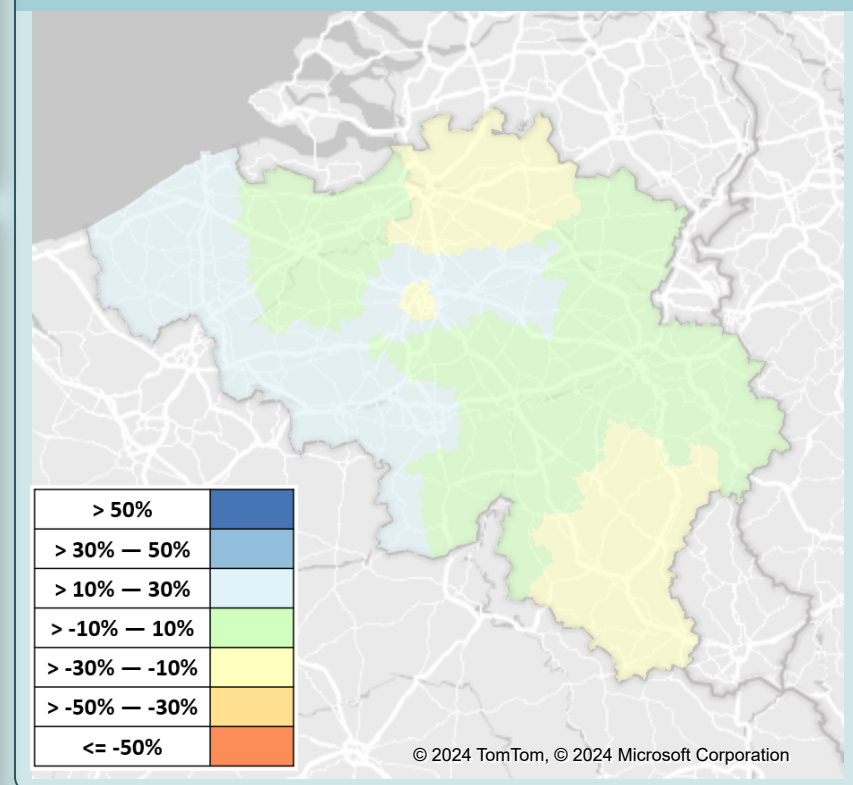 > 50%
> 30% — 50%
> 10% — 30%
> -10% — 10%
> -30% — -10%
> -50% — -30%
<= -50%
© 2024 TomTom, © 2024 Microsoft Corporation